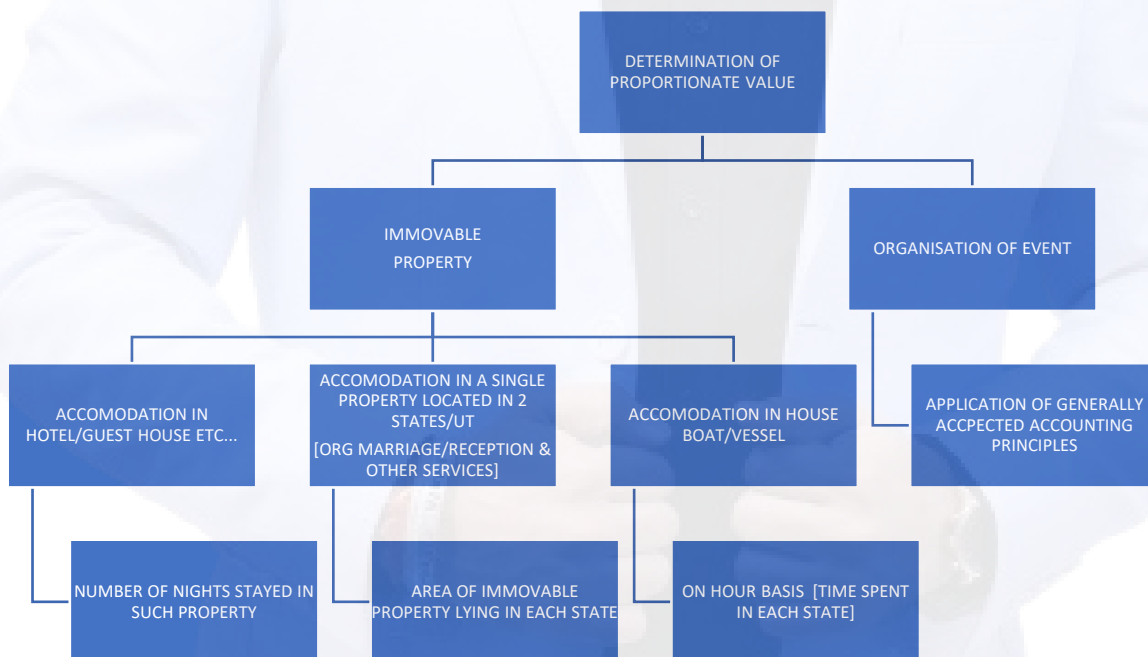 DETERMINATION OF
PROPORTIONATE VALUE
IMMOVABLE
PROPERTY
ORGANISATION OF EVENT
ACCOMODATION IN
HOTEL/GUEST HOUSE ETC...
ACCOMODATION IN A SINGLE
PROPERTY LOCATED IN 2
STATES/UT
[ORG MARRIAGE/RECEPTION &
OTHER SERVICES]
ACCOMODATION IN HOUSE
BOAT/VESSEL
APPLICATION OF GENERALLY
ACCPECTED ACCOUNTING
PRINCIPLES
NUMBER OF NIGHTS STAYED IN
SUCH PROPERTY
AREA OF IMMOVABLE
PROPERTY LYING IN EACH STATE
ON HOUR BASIS [TIME SPENT
IN EACH STATE]